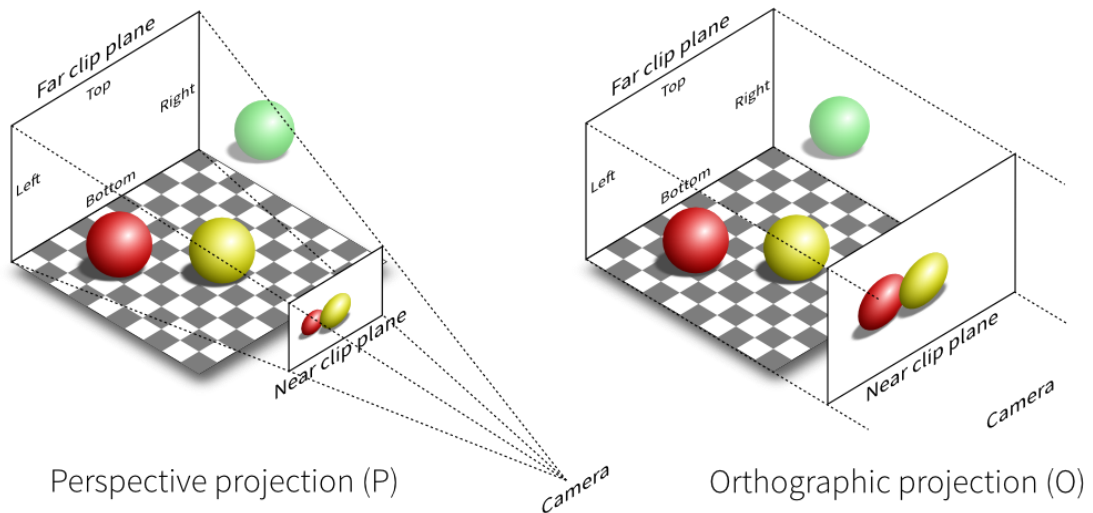 Far clip plane
Top
Right
Left
Bottom
Near clip plane
Camera
Perspective projection (P)
Far clip plane
Top
Right
Left
Bottom
Near clip plane
Camera
Orthographic projection (O)